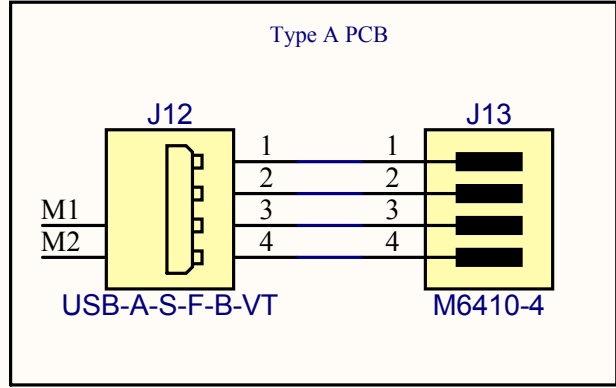 Type A PCB
J12 J13
1 1
2 2
M1 3 3
M2 4 4
USB-A-S-F-B-VT M6410-4